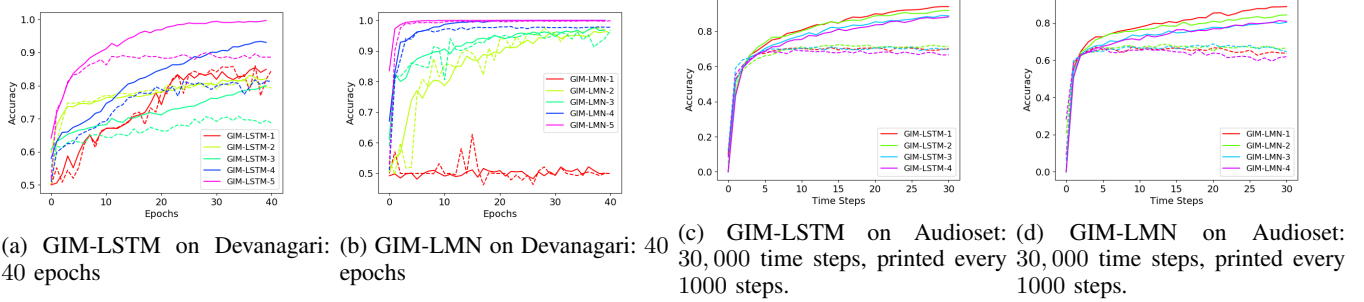 1.0
0.9
0.8
0.7
0.6
0.5
Accuracy
0 10 20 30 40
Epochs
GIM-LSTM-1
GIM-LSTM-2
GIM-LSTM-3
GIM-LSTM-4
GIM-LSTM-5
(a) GIM-LSTM on Devanagari:
40 epochs
1.0
0.9
0.8
0.7
0.6
0.5
Accuracy
0 10 20 30 40
Epochs
GIM-LMN-1
GIM-LMN-2
GIM-LMN-3
GIM-LMN-4
GIM-LMN-5
(b) GIM-LMN on Devanagari: 40
epochs
0.8
0.6
0.4
0.2
0.0
Accuracy
0 5 10 15 20 25 30
Time Steps
GIM-LSTM-1
GIM-LSTM-2
GIM-LSTM-3
GIM-LSTM-4
(c) GIM-LSTM on Audioset:
30,000 time steps, printed every
1000 steps.
0.8
0.6
0.4
0.2
0.0
Accuracy
0 5 10 15 20 25 30
Time Steps
GIM-LMN-1
GIM-LMN-2
GIM-LMN-3
GIM-LMN-4
(d) GIM-LMN on Audioset:
30,000 time steps, printed every
1000 steps.